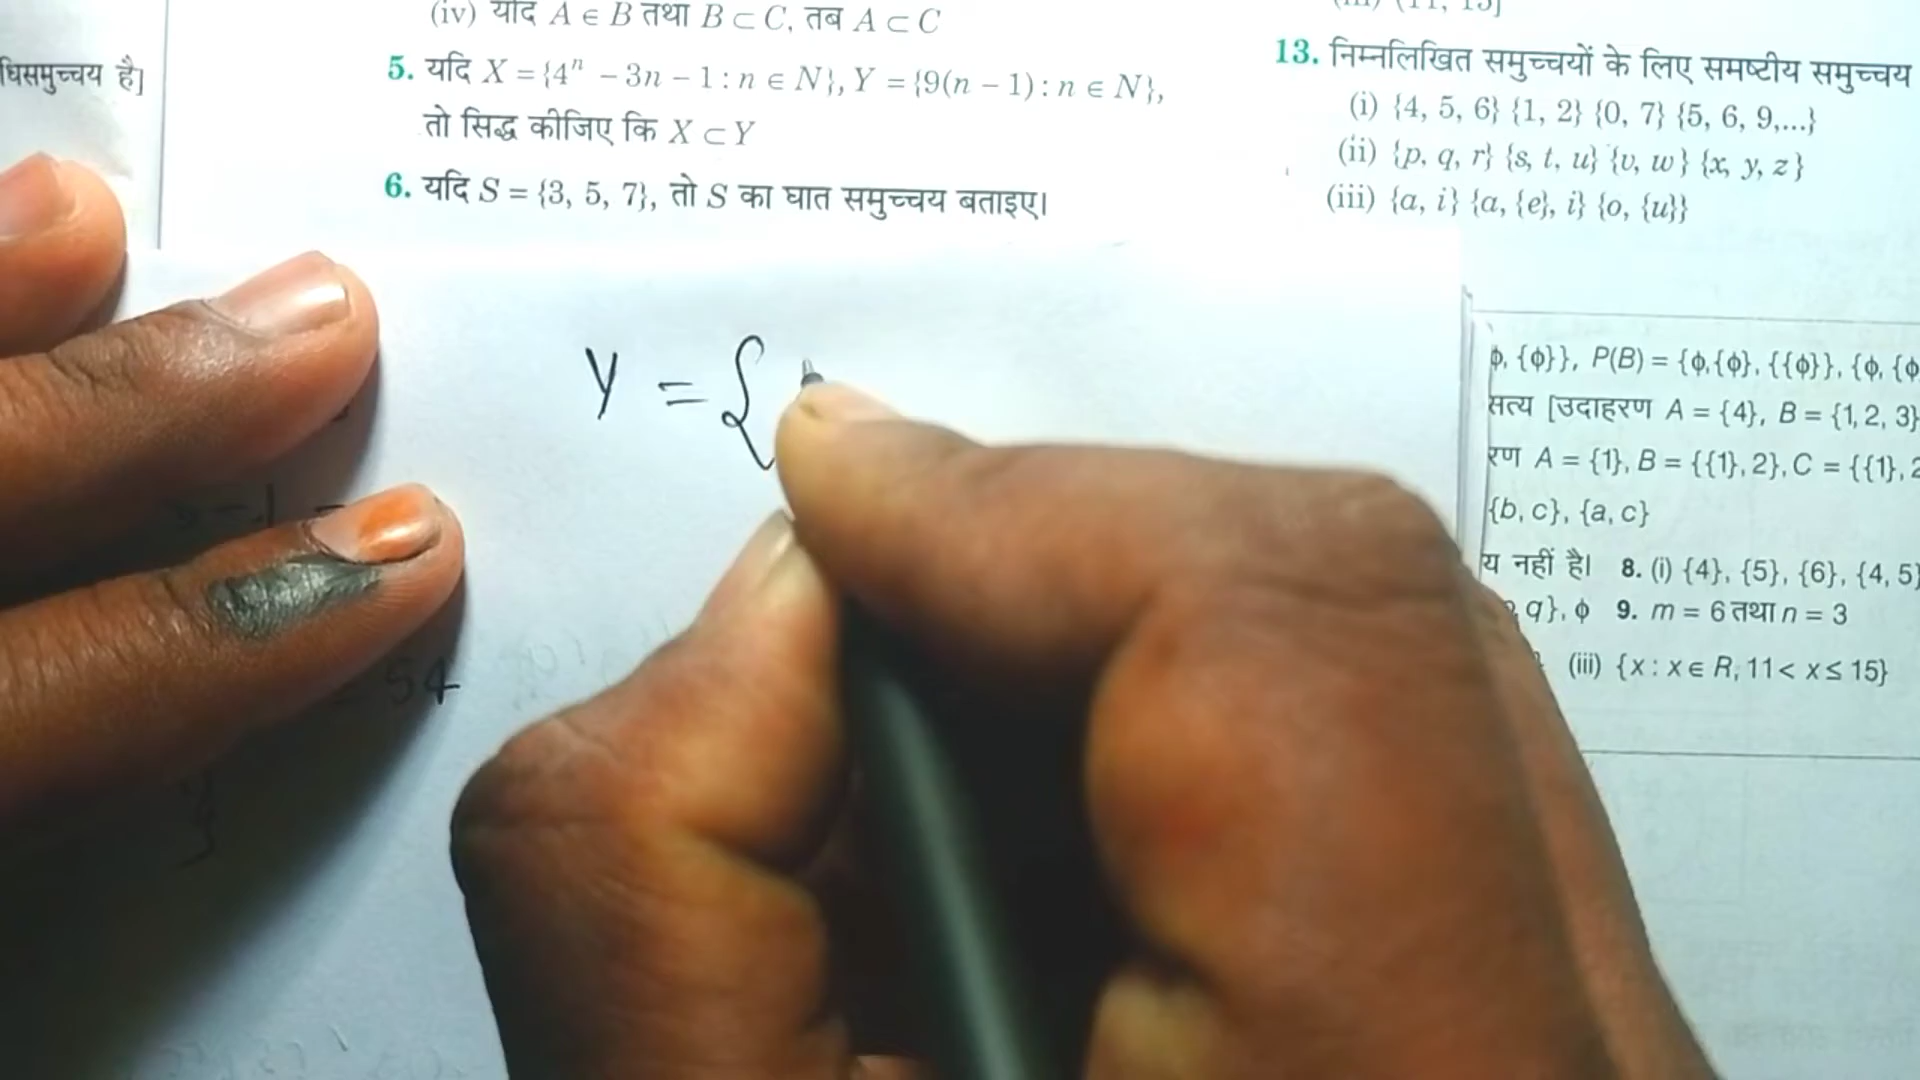 (iv) यदि A ∈ B तथा B ⊂ C, तब A ⊂ C
धिसमुच्चय है]
5. यदि X = {4ⁿ – 3n – 1 : n ∈ N}, Y = {9(n – 1) : n ∈ N},
तो सिद्ध कीजिए कि X ⊂ Y
6. यदि S = {3, 5, 7}, तो S का घात समुच्चय बताइए।
13. निम्नलिखित समुच्चयों के लिए समष्टीय समुच्चय
(i) {4, 5, 6} {1, 2} {0, 7} {5, 6, 9,...}
(ii) {p, q, r} {s, t, u} {v, w} {x, y, z}
(iii) {a, i} {a, {e}, i} {o, {u}}
Y = {
54
ϕ, {ϕ}}, P(B) = {ϕ,{ϕ}, {{ϕ}}, {ϕ, {ϕ
सत्य [उदाहरण A = {4}, B = {1, 2, 3}
रण A = {1}, B = {{1}, 2}, C = {{1}, 2
{b, c}, {a, c}
य नहीं है। 8. (i) {4}, {5}, {6}, {4, 5}
q}, ϕ 9. m = 6 तथा n = 3
(iii) {x : x ∈ R, 11 < x ≤ 15}